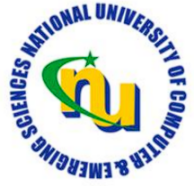 NATIONAL UNIVERSITY OF COMPUTER & EMERGING SCIENCES
nu